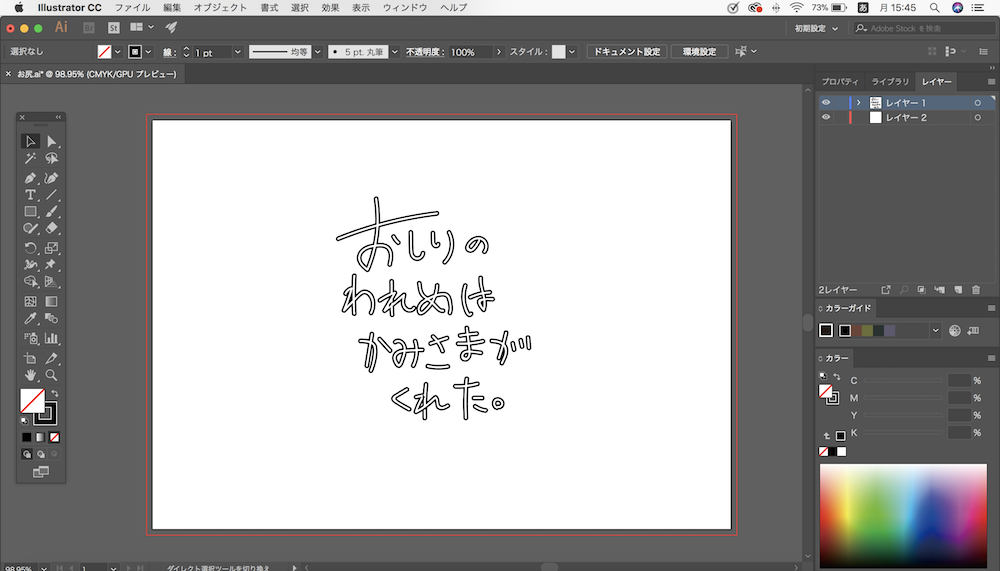 Illustrator CC ファイル 編集 オブジェクト 書式 選択 効果 表示 ウィンドウ ヘルプ 73% あ 月 15:45
Ai Br St 初期設定 Adobe Stock を検索
選択なし 線: 1 pt 均等 5 pt. 丸筆 不透明度: 100% スタイル: ドキュメント設定 環境設定
× お尻.ai* @ 98.95% (CMYK/GPU プレビュー)
プロパティ ライブラリ レイヤー
レイヤー 1
レイヤー 2
おしりの
われめは
かみさまが
くれた。
2レイヤー
カラーガイド
カラー
C %
M %
Y %
K %
98.95% 1 ダイレクト選択ツールを切り換え